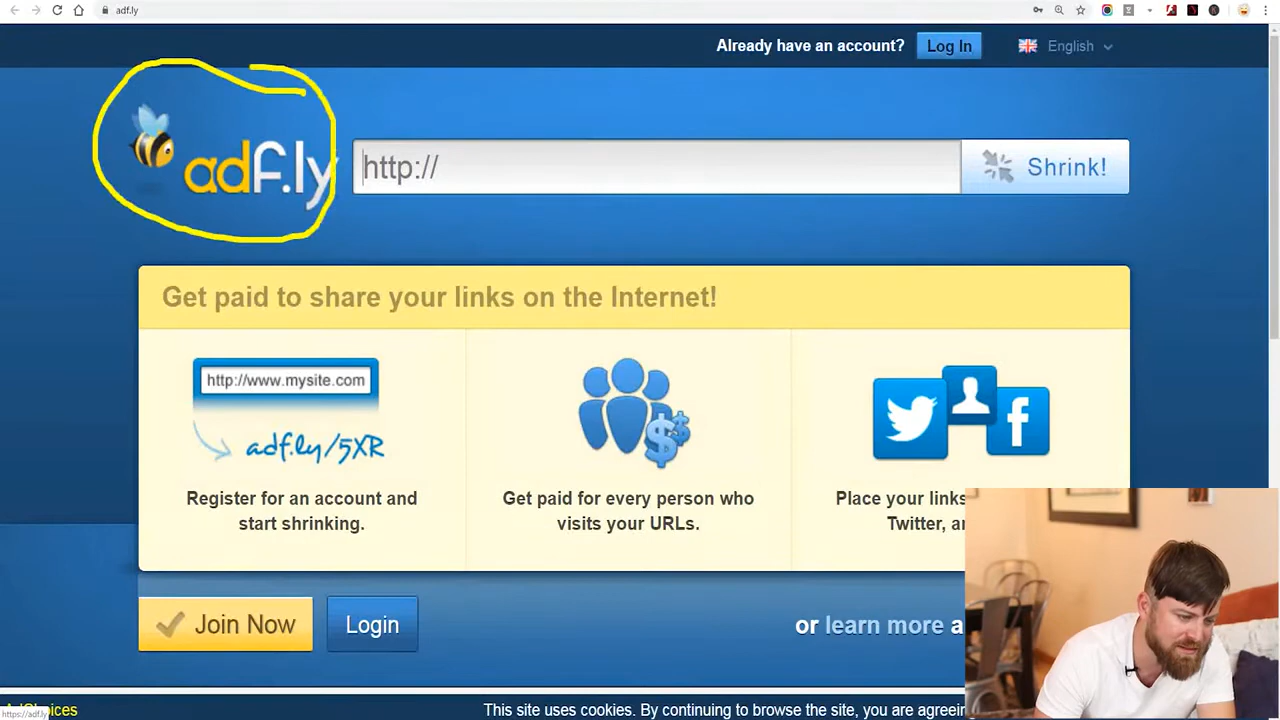 adf.ly
Already have an account?
Log In
English
adf.ly
http://
Shrink!
Get paid to share your links on the Internet!
http://www.mysite.com
adf.ly/5XR
Register for an account and
start shrinking.
Get paid for every person who
visits your URLs.
Place your links
Twitter,
Join Now
Login
or learn more
This site uses cookies. By continuing to browse the site, you are
https://adf.ly